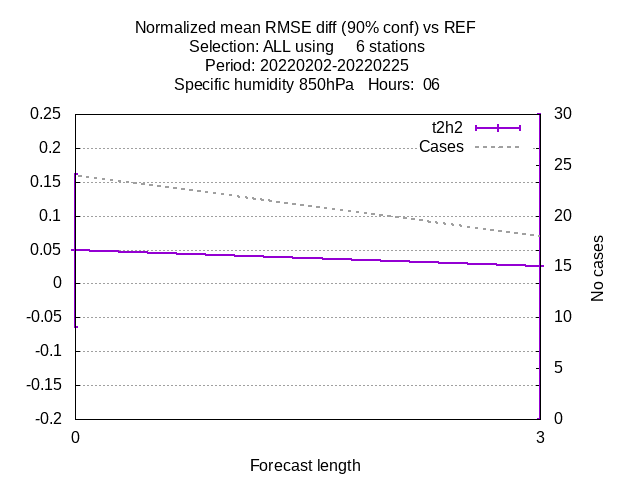 Normalized mean RMSE diff (90% conf) vs REF
Selection: ALL using     6 stations
Period: 20220202-20220225
Specific humidity 850hPa   Hours:  06
t2h2
Cases
0.25
0.2
0.15
0.1
0.05
0
-0.05
-0.1
-0.15
-0.2
30
25
20
15
10
5
0
No cases
0
3
Forecast length